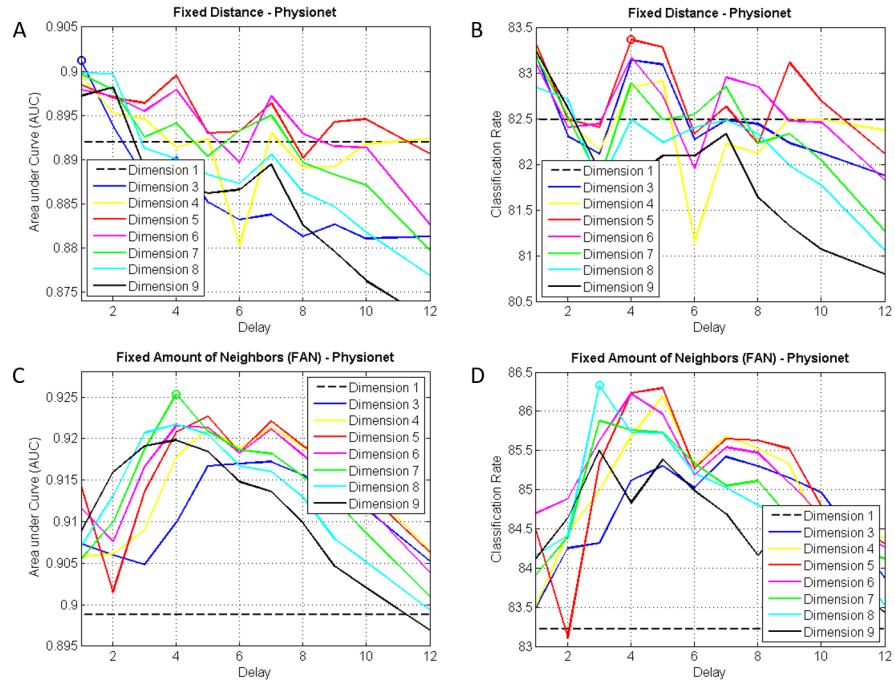 A
Fixed Distance - Physionet
0.905
0.9
0.895
0.89
0.885
0.88
0.875
Area under Curve (AUC)
Dimension 1
Dimension 3
Dimension 4
Dimension 5
Dimension 6
Dimension 7
Dimension 8
Dimension 9
2 4 6 8 10 12
Delay
B
Fixed Distance - Physionet
83.5
83
82.5
82
81.5
81
80.5
Classification Rate
Dimension 1
Dimension 3
Dimension 4
Dimension 5
Dimension 6
Dimension 7
Dimension 8
Dimension 9
2 4 6 8 10 12
Delay
C
Fixed Amount of Neighbors (FAN) - Physionet
0.925
0.92
0.915
0.91
0.905
0.9
0.895
Area under Curve (AUC)
Dimension 1
Dimension 3
Dimension 4
Dimension 5
Dimension 6
Dimension 7
Dimension 8
Dimension 9
2 4 6 8 10 12
Delay
D
Fixed Amount of Neighbors (FAN) - Physionet
86.5
86
85.5
85
84.5
84
83.5
83
Classification Rate
Dimension 1
Dimension 3
Dimension 4
Dimension 5
Dimension 6
Dimension 7
Dimension 8
Dimension 9
2 4 6 8 10 12
Delay